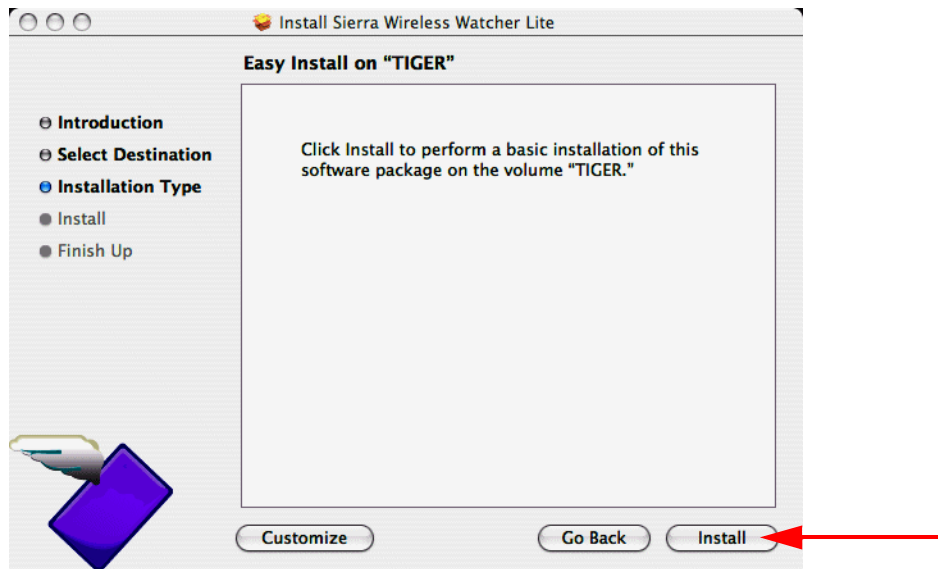 Install Sierra Wireless Watcher Lite
Easy Install on “TIGER”
Introduction
Select Destination
Installation Type
Install
Finish Up
Click Install to perform a basic installation of this
software package on the volume “TIGER.”
Customize
Go Back
Install